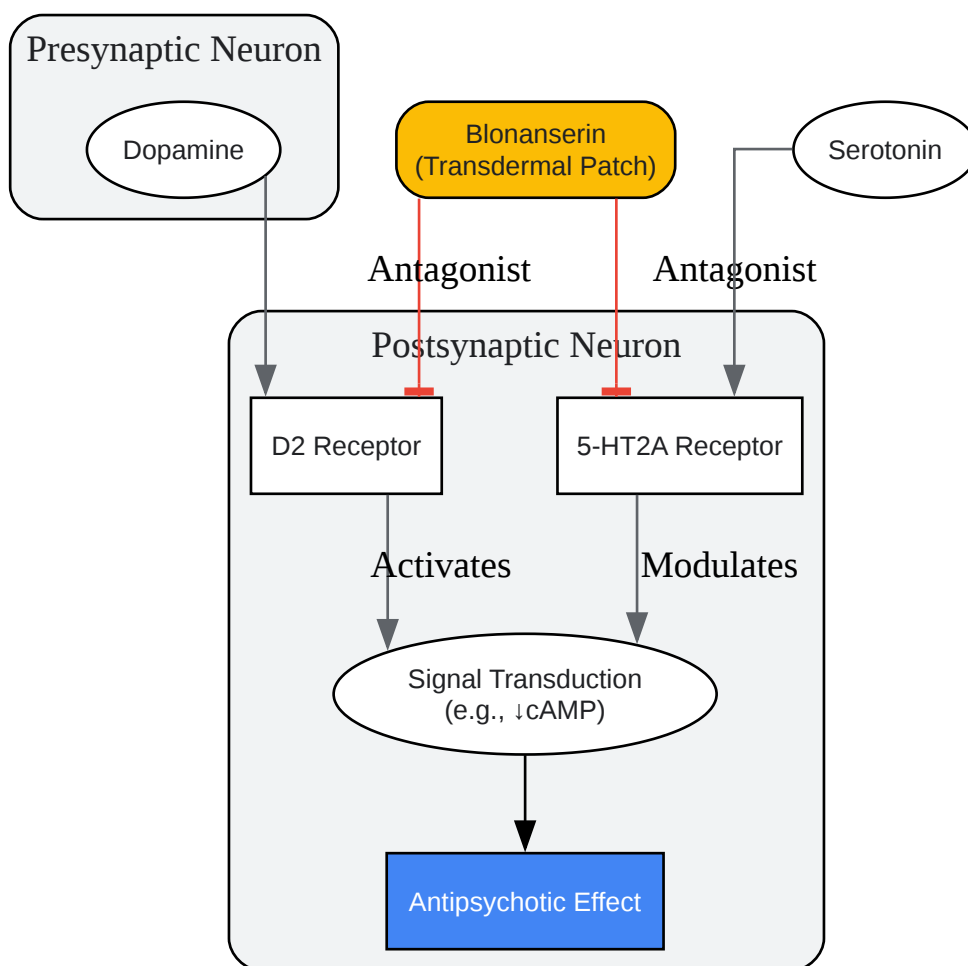 Presynaptic Neuron
Dopamine
Blonanserin
(Transdermal Patch)
Serotonin
Antagonist
Antagonist
Postsynaptic Neuron
D2 Receptor
5-HT2A Receptor
Activates
Modulates
Signal Transduction
(e.g., ↓cAMP)
Antipsychotic Effect